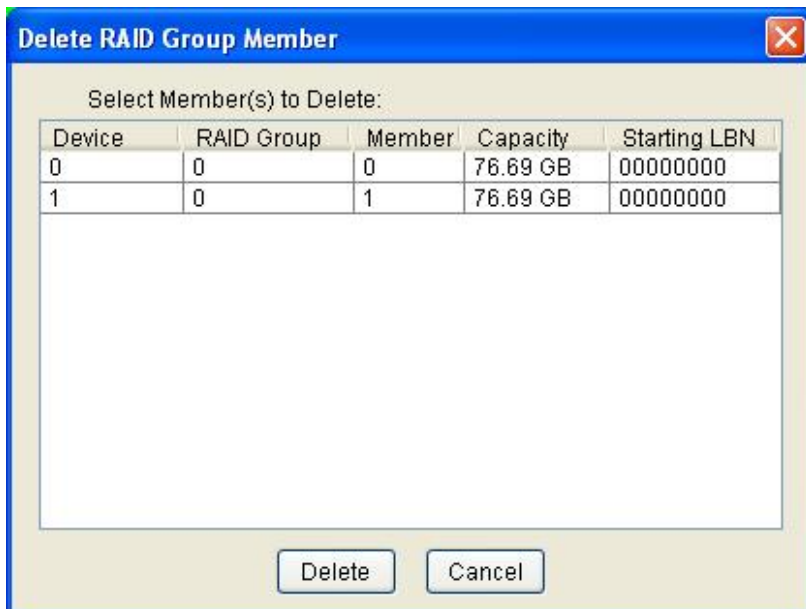 Delete RAID Group Member
Select Member(s) to Delete:
Device RAID Group Member Capacity Starting LBN
0 0 0 76.69 GB 00000000
1 0 1 76.69 GB 00000000
Delete Cancel